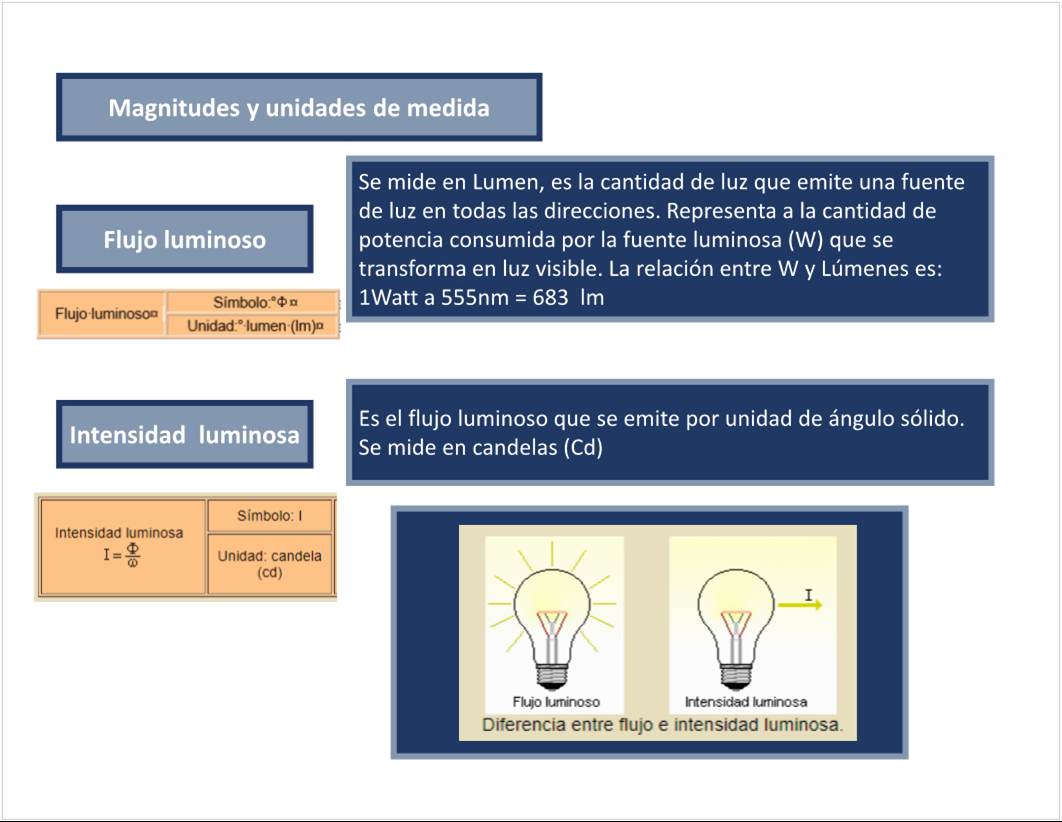 Magnitudes y unidades de medida
Se mide en Lumen, es la cantidad de luz que emite una fuente
de luz en todas las direcciones. Representa a la cantidad de
potencia consumida por la fuente luminosa (W) que se
transforma en luz visible. La relación entre W y Lúmenes es:
1Watt a 555nm = 683 lm
Flujo luminoso
Flujo·luminoso¤
Símbolo:°Φ¤
Unidad:°·lumen·(lm)¤
Intensidad luminosa
Es el flujo luminoso que se emite por unidad de ángulo sólido.
Se mide en candelas (Cd)
Intensidad luminosa
I = Φ/ω
Símbolo: I
Unidad: candela
(cd)
I
Flujo luminoso
Intensidad luminosa
Diferencia entre flujo e intensidad luminosa.